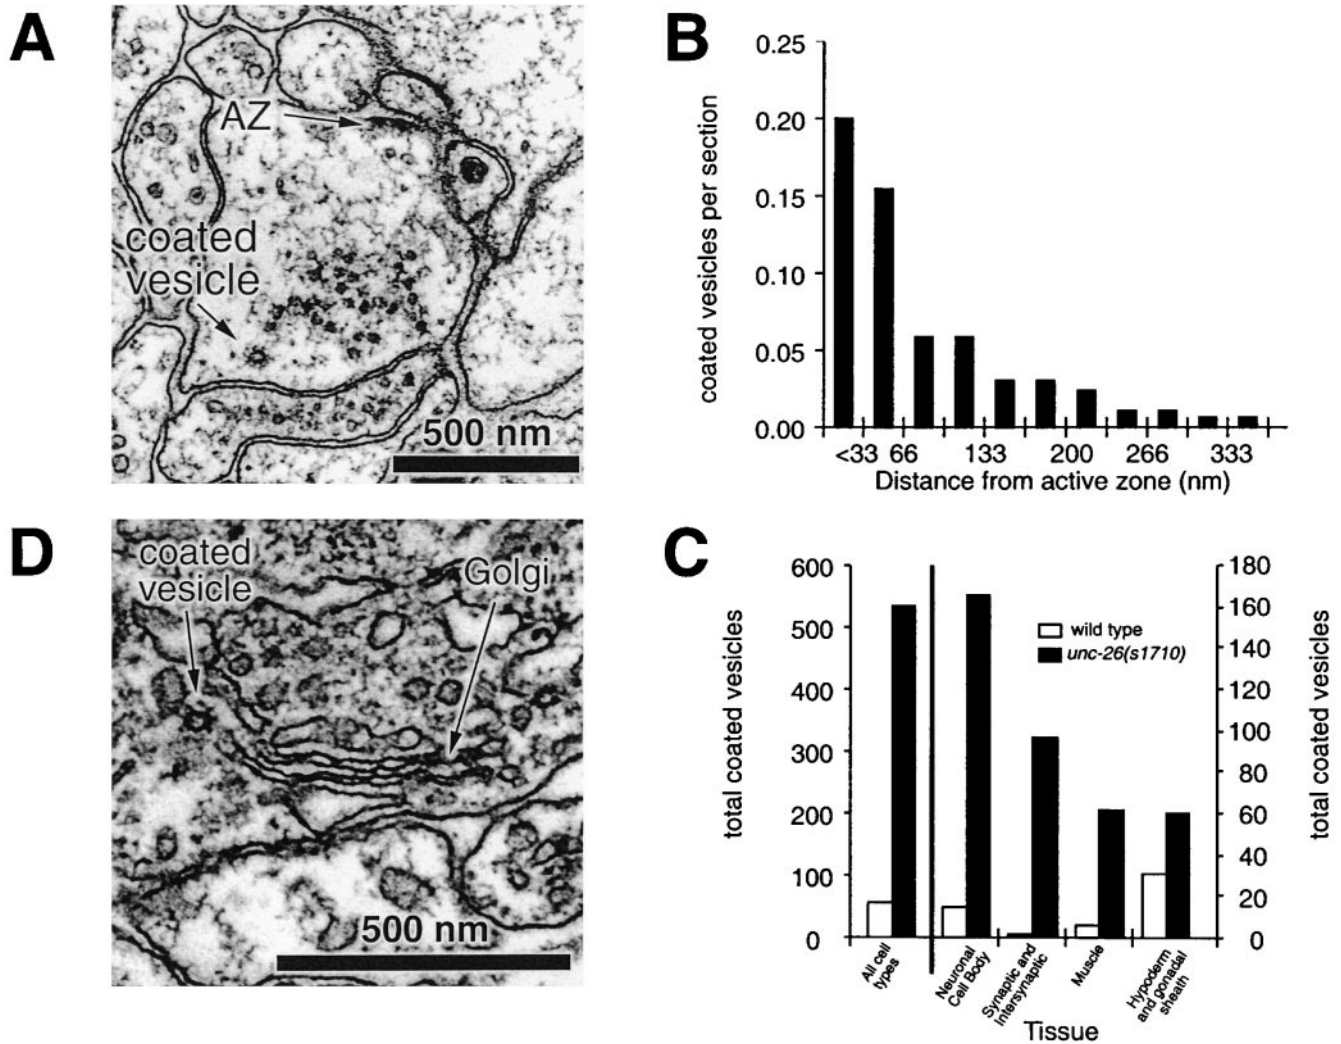 A
AZ
coated
vesicle
500 nm
B
coated vesicles per section
0.25
0.20
0.15
0.10
0.05
0.00
<33 66 133 200 266 333
Distance from active zone (nm)
D
coated
vesicle
Golgi
500 nm
C
total coated vesicles
600
500
400
300
200
100
0
wild type
unc-26(s1710)
180
160
140
120
100
80
60
40
20
0
total coated vesicles
All cell
types
Neuronal
Cell Body
Synaptic and
Intersynaptic
Muscle
Hypoderm
and gonadal
sheath
Tissue